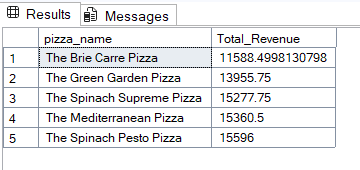 Results Messages
pizza_name Total_Revenue
1 The Brie Carre Pizza 11588.4998130798
2 The Green Garden Pizza 13955.75
3 The Spinach Supreme Pizza 15277.75
4 The Mediterranean Pizza 15360.5
5 The Spinach Pesto Pizza 15596